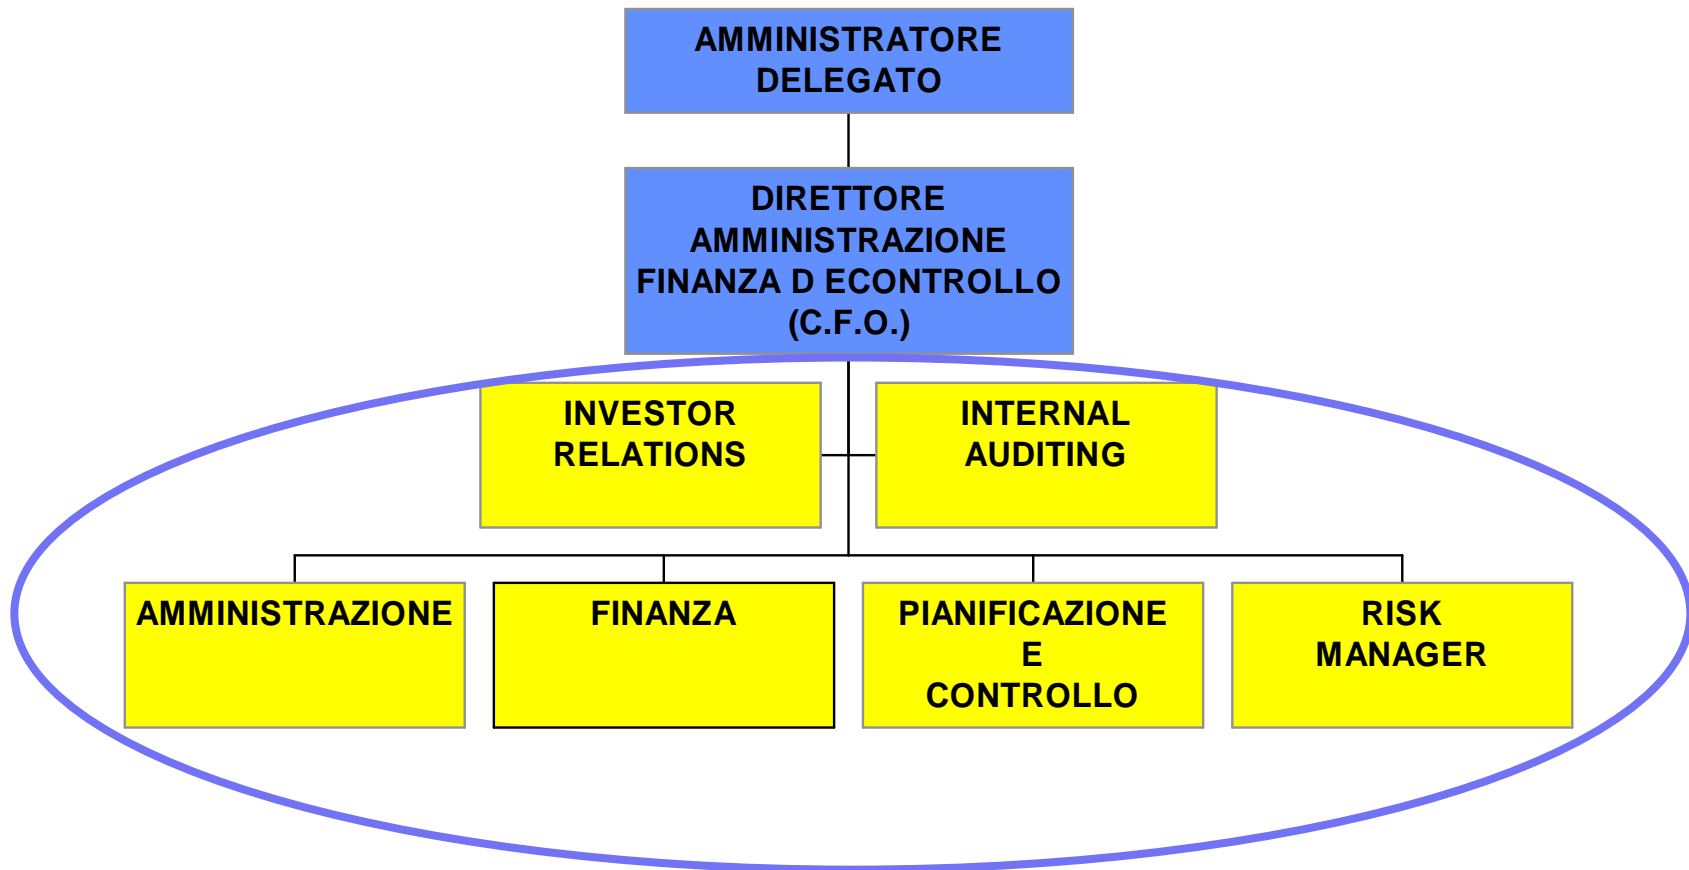 AMMINISTRATORE
DELEGATO
DIRETTORE
AMMINISTRAZIONE
FINANZA D ECONTROLLO
(C.F.O.)
INVESTOR
RELATIONS
INTERNAL
AUDITING
AMMINISTRAZIONE
FINANZA
PIANIFICAZIONE
E
CONTROLLO
RISK
MANAGER